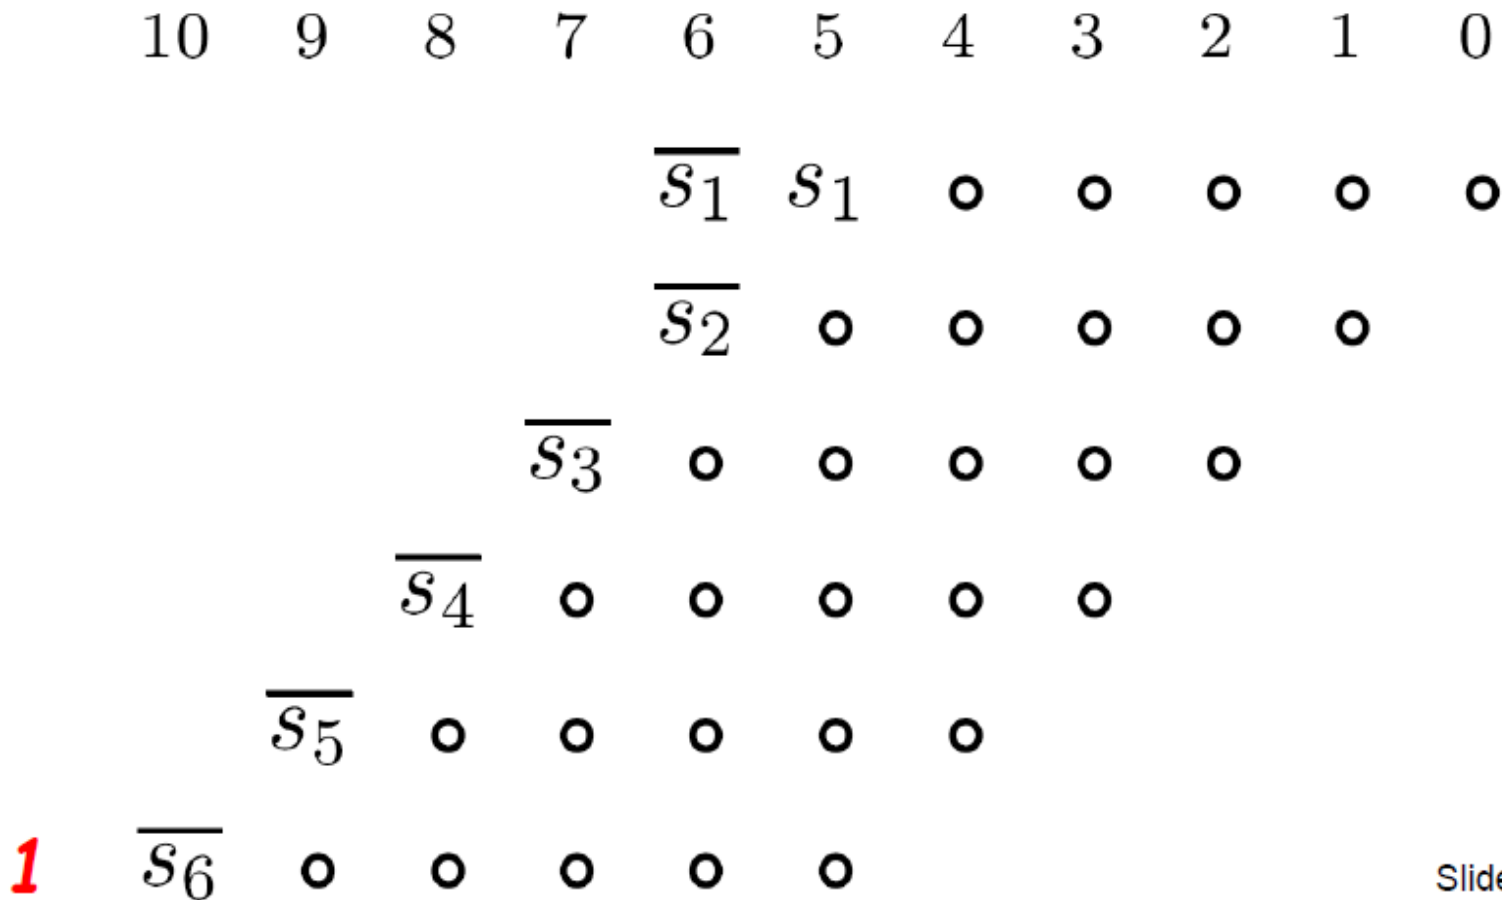 10 9 8 7 6 5 4 3 2 1 0
s̅₁ s₁ o o o o o
s̅₂ o o o o o
s̅₃ o o o o o
s̅₄ o o o o o
s̅₅ o o o o o
1 s̅₆ o o o o o
Slide